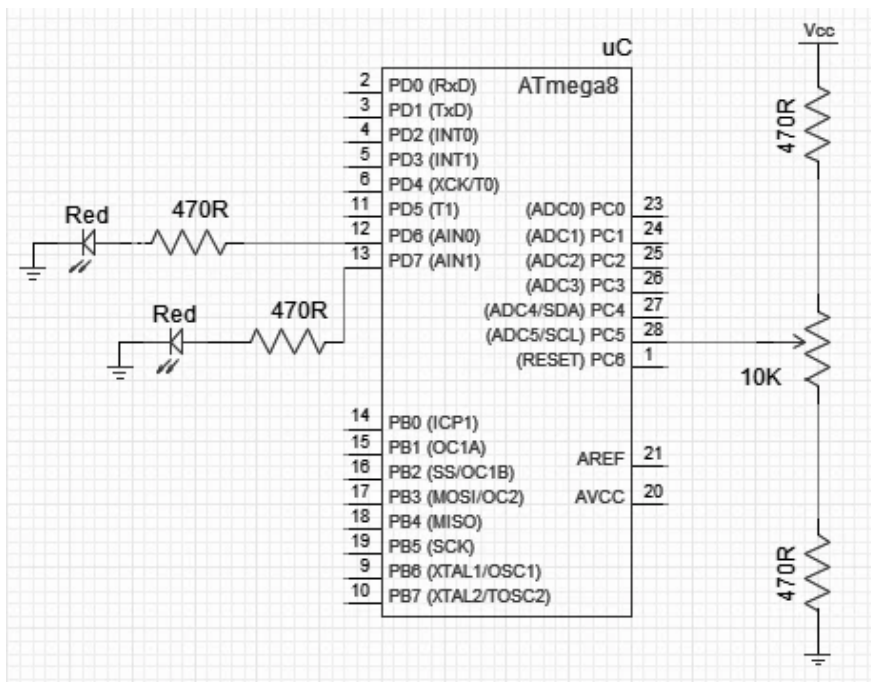 Vcc
uC
470R
ATmega8
2 PD0 (RxD)
3 PD1 (TxD)
4 PD2 (INT0)
5 PD3 (INT1)
6 PD4 (XCK/T0)
11 PD5 (T1)
12 PD6 (AIN0)
13 PD7 (AIN1)
Red 470R
Red 470R
(ADC0) PC0 23
(ADC1) PC1 24
(ADC2) PC2 25
(ADC3) PC3 26
(ADC4/SDA) PC4 27
(ADC5/SCL) PC5 28
(RESET) PC6 1
10K
14 PB0 (ICP1)
15 PB1 (OC1A)
16 PB2 (SS/OC1B)
17 PB3 (MOSI/OC2)
18 PB4 (MISO)
19 PB5 (SCK)
9 PB6 (XTAL1/OSC1)
10 PB7 (XTAL2/TOSC2)
AREF 21
AVCC 20
470R